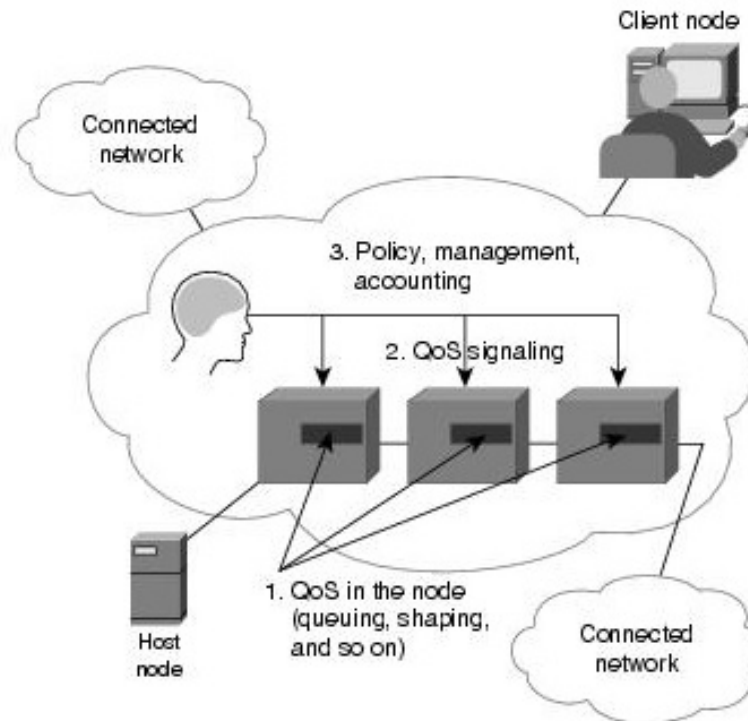 Client node
Connected
network
3. Policy, management,
accounting
2. QoS signaling
1. QoS in the node
(queuing, shaping,
and so on)
Host
node
Connected
network